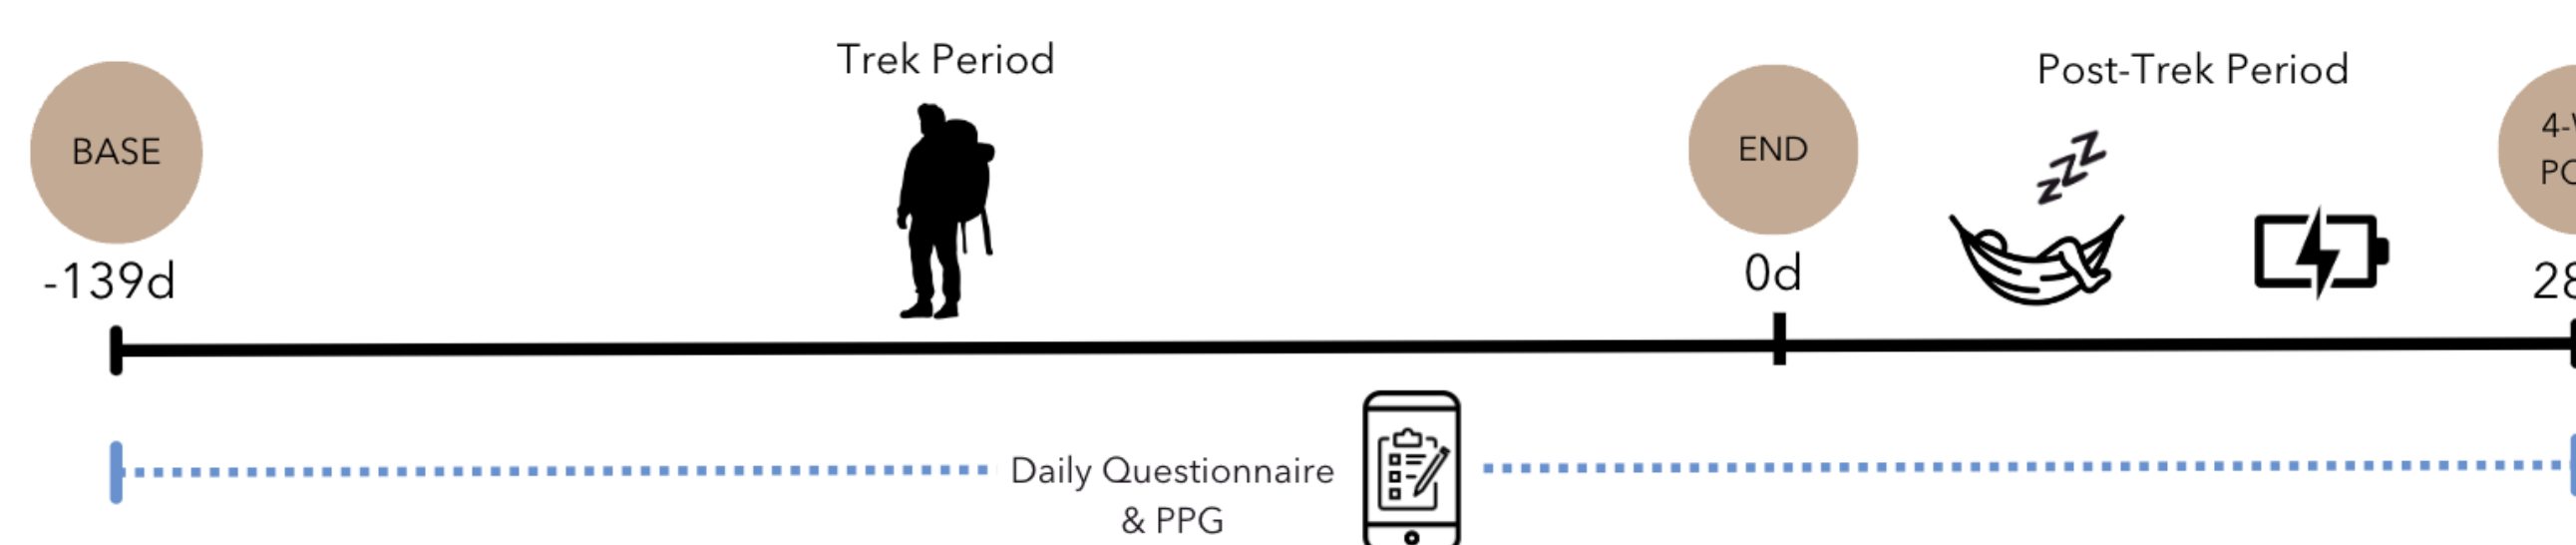 Trek Period
Post-Trek Period
BASE
END
-139d
0d
Daily Questionnaire
& PPG